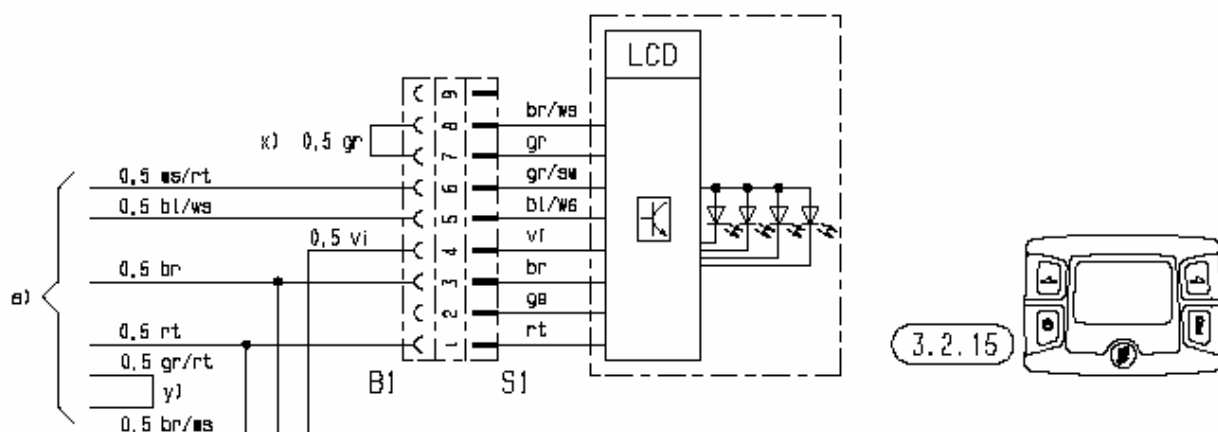 LCD
9
br/ws
x) 0,5 gr
8
7
gr
0,5 ws/rt
6
gr/sw
0,5 bl/ws
5
bl/ws
0,5 vi
4
vi
0,5 br
3
br
a)
2
ge
0,5 rt
1
rt
3.2.15
0,5 gr/rt
B1
S1
y)
0,5 br/ws